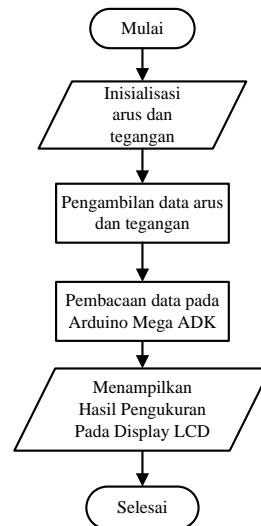 Mulai
Inisialisasi
arus dan
tegangan
Pengambilan data arus
dan tegangan
Pembacaan data pada
Arduino Mega ADK
Menampilkan
Hasil Pengukuran
Pada Display LCD
Selesai